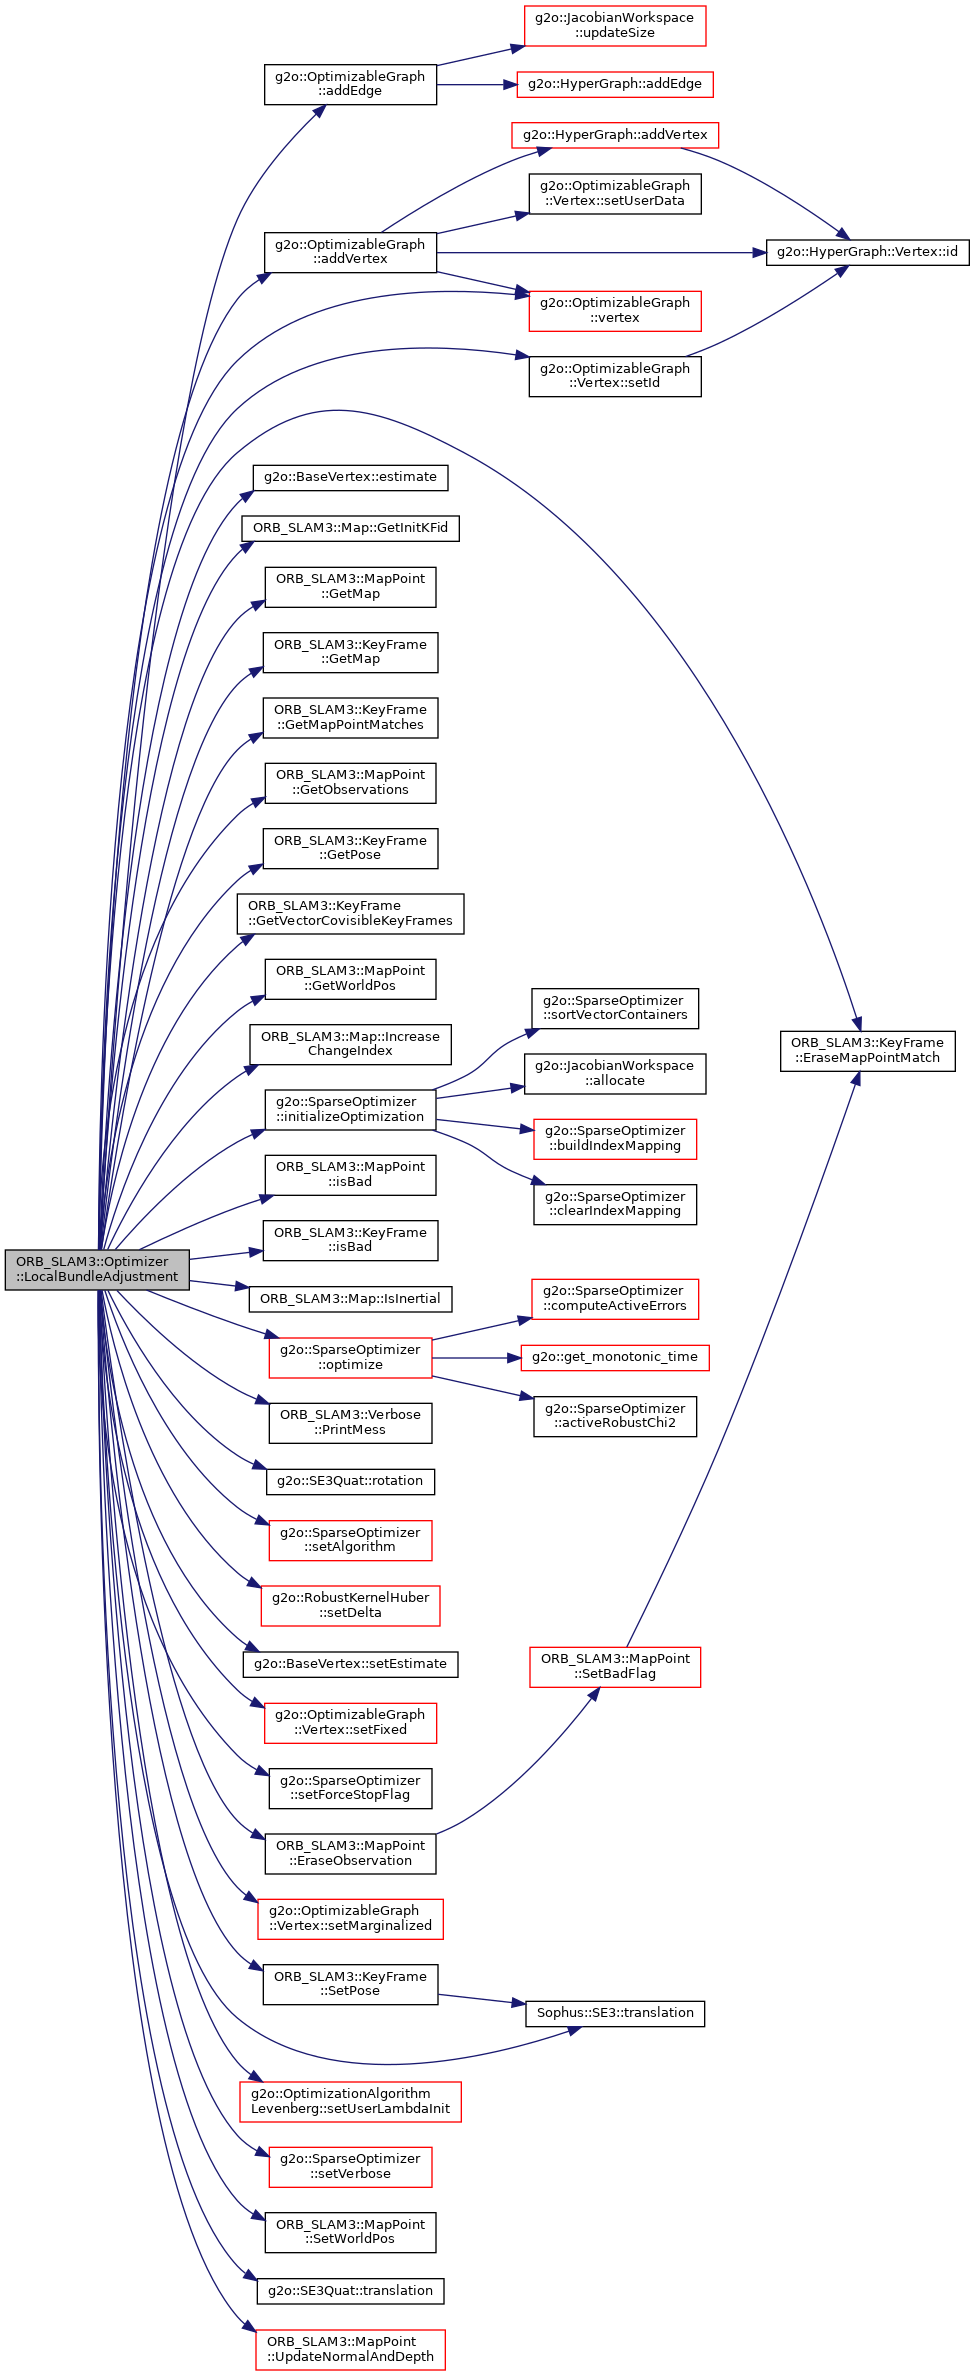 g2o::JacobianWorkspace
::updateSize
g2o::OptimizableGraph
::addEdge
g2o::HyperGraph::addEdge
g2o::HyperGraph::addVertex
g2o::OptimizableGraph
::Vertex::setUserData
g2o::OptimizableGraph
::addVertex
g2o::HyperGraph::Vertex::id
g2o::OptimizableGraph
::vertex
g2o::OptimizableGraph
::Vertex::setId
g2o::BaseVertex::estimate
ORB_SLAM3::Map::GetInitKFid
ORB_SLAM3::MapPoint
::GetMap
ORB_SLAM3::KeyFrame
::GetMap
ORB_SLAM3::KeyFrame
::GetMapPointMatches
ORB_SLAM3::MapPoint
::GetObservations
ORB_SLAM3::KeyFrame
::GetPose
ORB_SLAM3::KeyFrame
::GetVectorCovisibleKeyFrames
ORB_SLAM3::MapPoint
::GetWorldPos
g2o::SparseOptimizer
::sortVectorContainers
ORB_SLAM3::Map::Increase
ChangeIndex
ORB_SLAM3::KeyFrame
::EraseMapPointMatch
g2o::JacobianWorkspace
::allocate
g2o::SparseOptimizer
::initializeOptimization
g2o::SparseOptimizer
::buildIndexMapping
ORB_SLAM3::MapPoint
::isBad
g2o::SparseOptimizer
::clearIndexMapping
ORB_SLAM3::KeyFrame
::isBad
ORB_SLAM3::Optimizer
::LocalBundleAdjustment
ORB_SLAM3::Map::IsInertial
g2o::SparseOptimizer
::computeActiveErrors
g2o::SparseOptimizer
::optimize
g2o::get_monotonic_time
g2o::SparseOptimizer
::activeRobustChi2
ORB_SLAM3::Verbose
::PrintMess
g2o::SE3Quat::rotation
g2o::SparseOptimizer
::setAlgorithm
g2o::RobustKernelHuber
::setDelta
g2o::BaseVertex::setEstimate
ORB_SLAM3::MapPoint
::SetBadFlag
g2o::OptimizableGraph
::Vertex::setFixed
g2o::SparseOptimizer
::setForceStopFlag
ORB_SLAM3::MapPoint
::EraseObservation
g2o::OptimizableGraph
::Vertex::setMarginalized
ORB_SLAM3::KeyFrame
::SetPose
Sophus::SE3::translation
g2o::OptimizationAlgorithm
Levenberg::setUserLambdaInit
g2o::SparseOptimizer
::setVerbose
ORB_SLAM3::MapPoint
::SetWorldPos
g2o::SE3Quat::translation
ORB_SLAM3::MapPoint
::UpdateNormalAndDepth